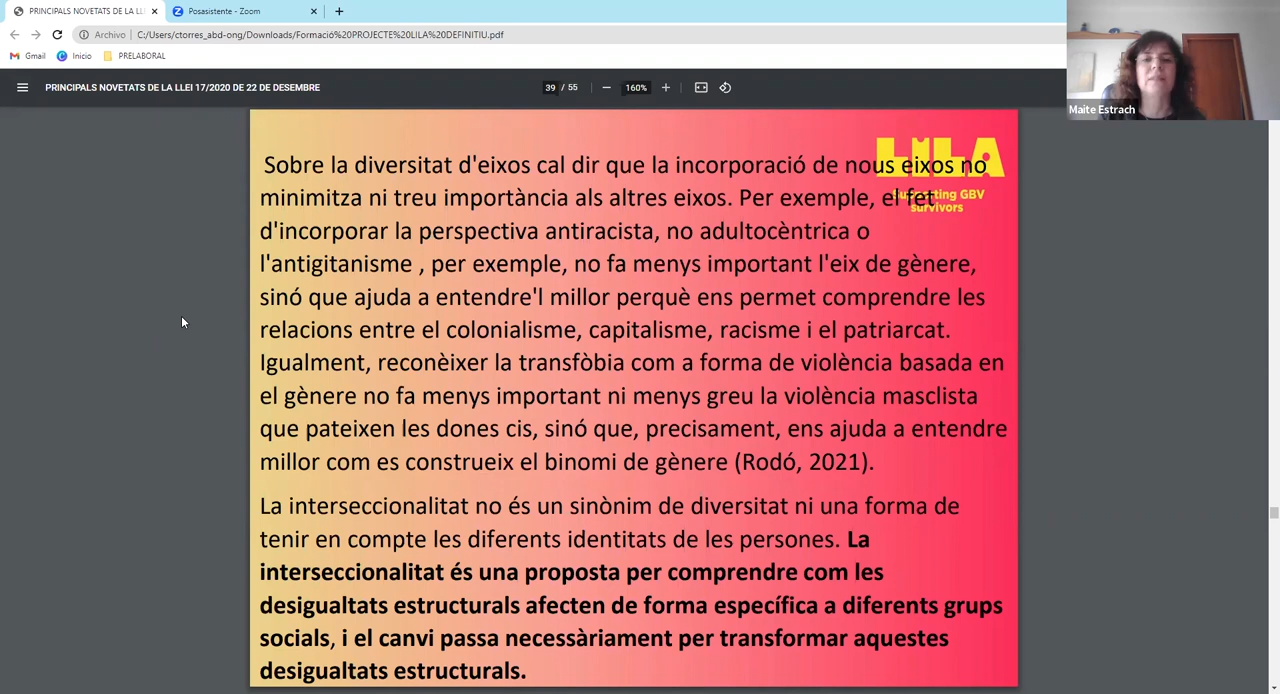 PRINCIPALS NOVETATS DE LA LLEI
Posasistente - Zoom
Archivo
C:/Users/ctorres_abd-ong/Downloads/Formació%20PROJECTE%20LILA%20DEFINITIU.pdf
Gmail
Inicio
PRELABORAL
PRINCIPALS NOVETATS DE LA LLEI 17/2020 DE 22 DE DESEMBRE
39 / 55
160%
Maite Estrach
LILA
Supporting GBV
survivors
Sobre la diversitat d'eixos cal dir que la incorporació de nous eixos no
minimitza ni treu importància als altres eixos. Per exemple, el fet
d'incorporar la perspectiva antiracista, no adultocèntrica o
l'antigitanisme , per exemple, no fa menys important l'eix de gènere,
sinó que ajuda a entendre'l millor perquè ens permet comprendre les
relacions entre el colonialisme, capitalisme, racisme i el patriarcat.
Igualment, reconèixer la transfòbia com a forma de violència basada en
el gènere no fa menys important ni menys greu la violència masclista
que pateixen les dones cis, sinó que, precisament, ens ajuda a entendre
millor com es construeix el binomi de gènere (Rodó, 2021).
La interseccionalitat no és un sinònim de diversitat ni una forma de
tenir en compte les diferents identitats de les persones. La
interseccionalitat és una proposta per comprendre com les
desigualtats estructurals afecten de forma específica a diferents grups
socials, i el canvi passa necessàriament per transformar aquestes
desigualtats estructurals.